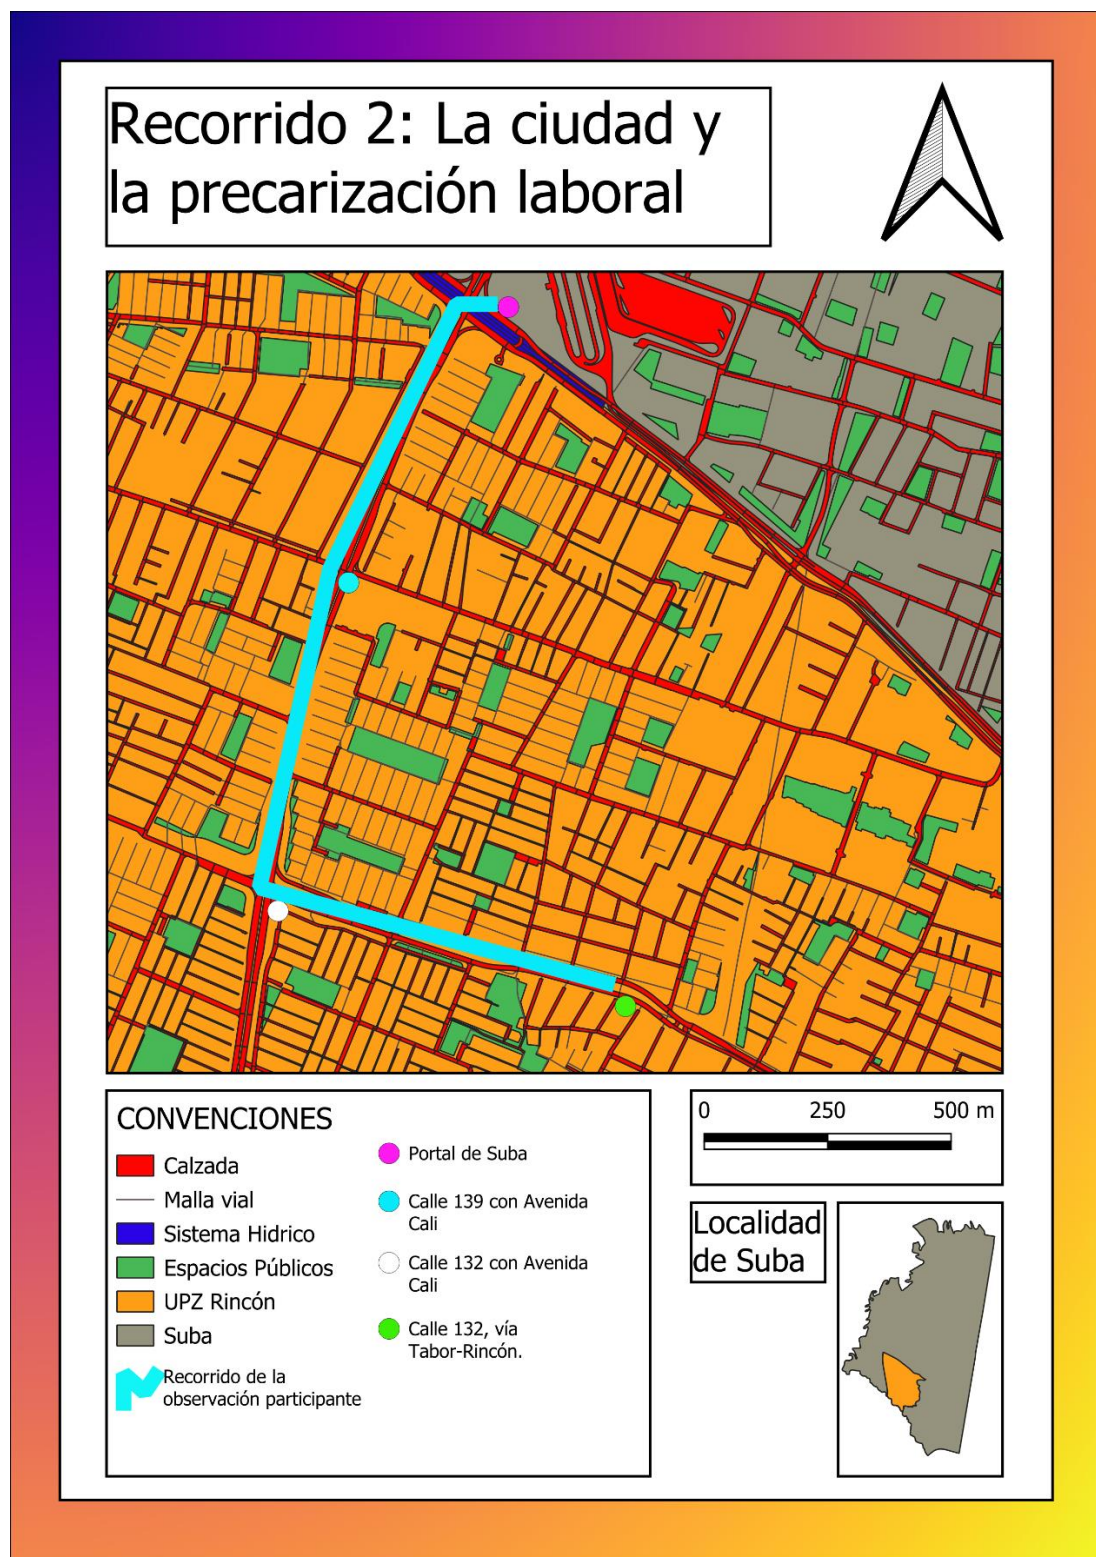 Recorrido 2: La ciudad y
la precarización laboral
CONVENCIONES
Calzada
Malla vial
Sistema Hidrico
Espacios Públicos
UPZ Rincón
Suba
Recorrido de la
observación participante
Portal de Suba
Calle 139 con Avenida
Cali
Calle 132 con Avenida
Cali
Calle 132, vía
Tabor-Rincón.
0 250 500 m
Localidad
de Suba